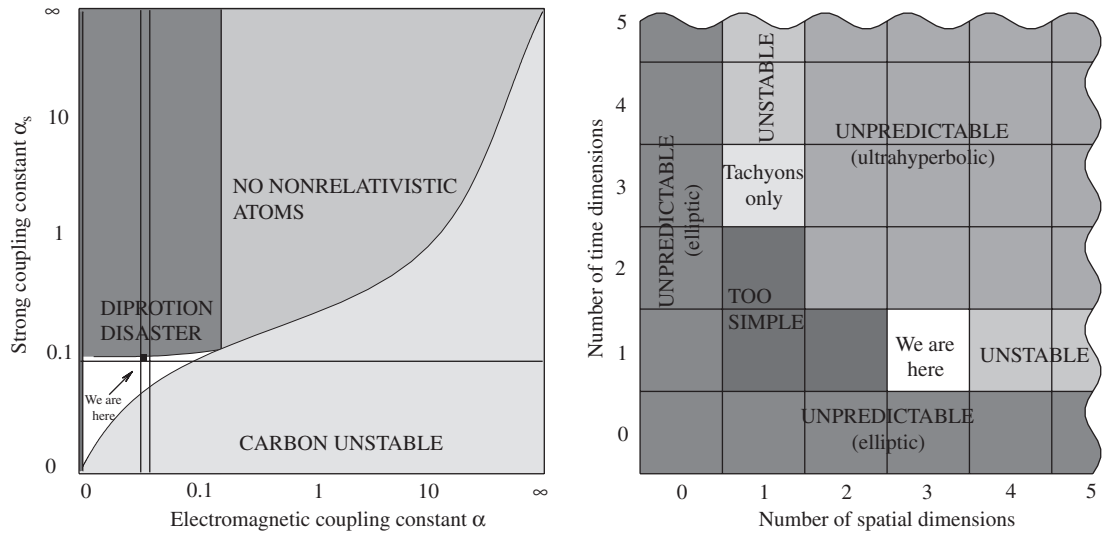 ∞
10
1
0.1
0
Strong coupling constant αs
NO NONRELATIVISTIC
ATOMS
DIPROTION
DISASTER
We are
here
CARBON UNSTABLE
0
0.1
1
10
∞
Electromagnetic coupling constant α
5
4
3
2
1
0
Number of time dimensions
UNPREDICTABLE
(elliptic)
UNSTABLE
UNPREDICTABLE
(ultrahyperbolic)
Tachyons
only
TOO
SIMPLE
We are
here
UNSTABLE
UNPREDICTABLE
(elliptic)
0
1
2
3
4
5
Number of spatial dimensions